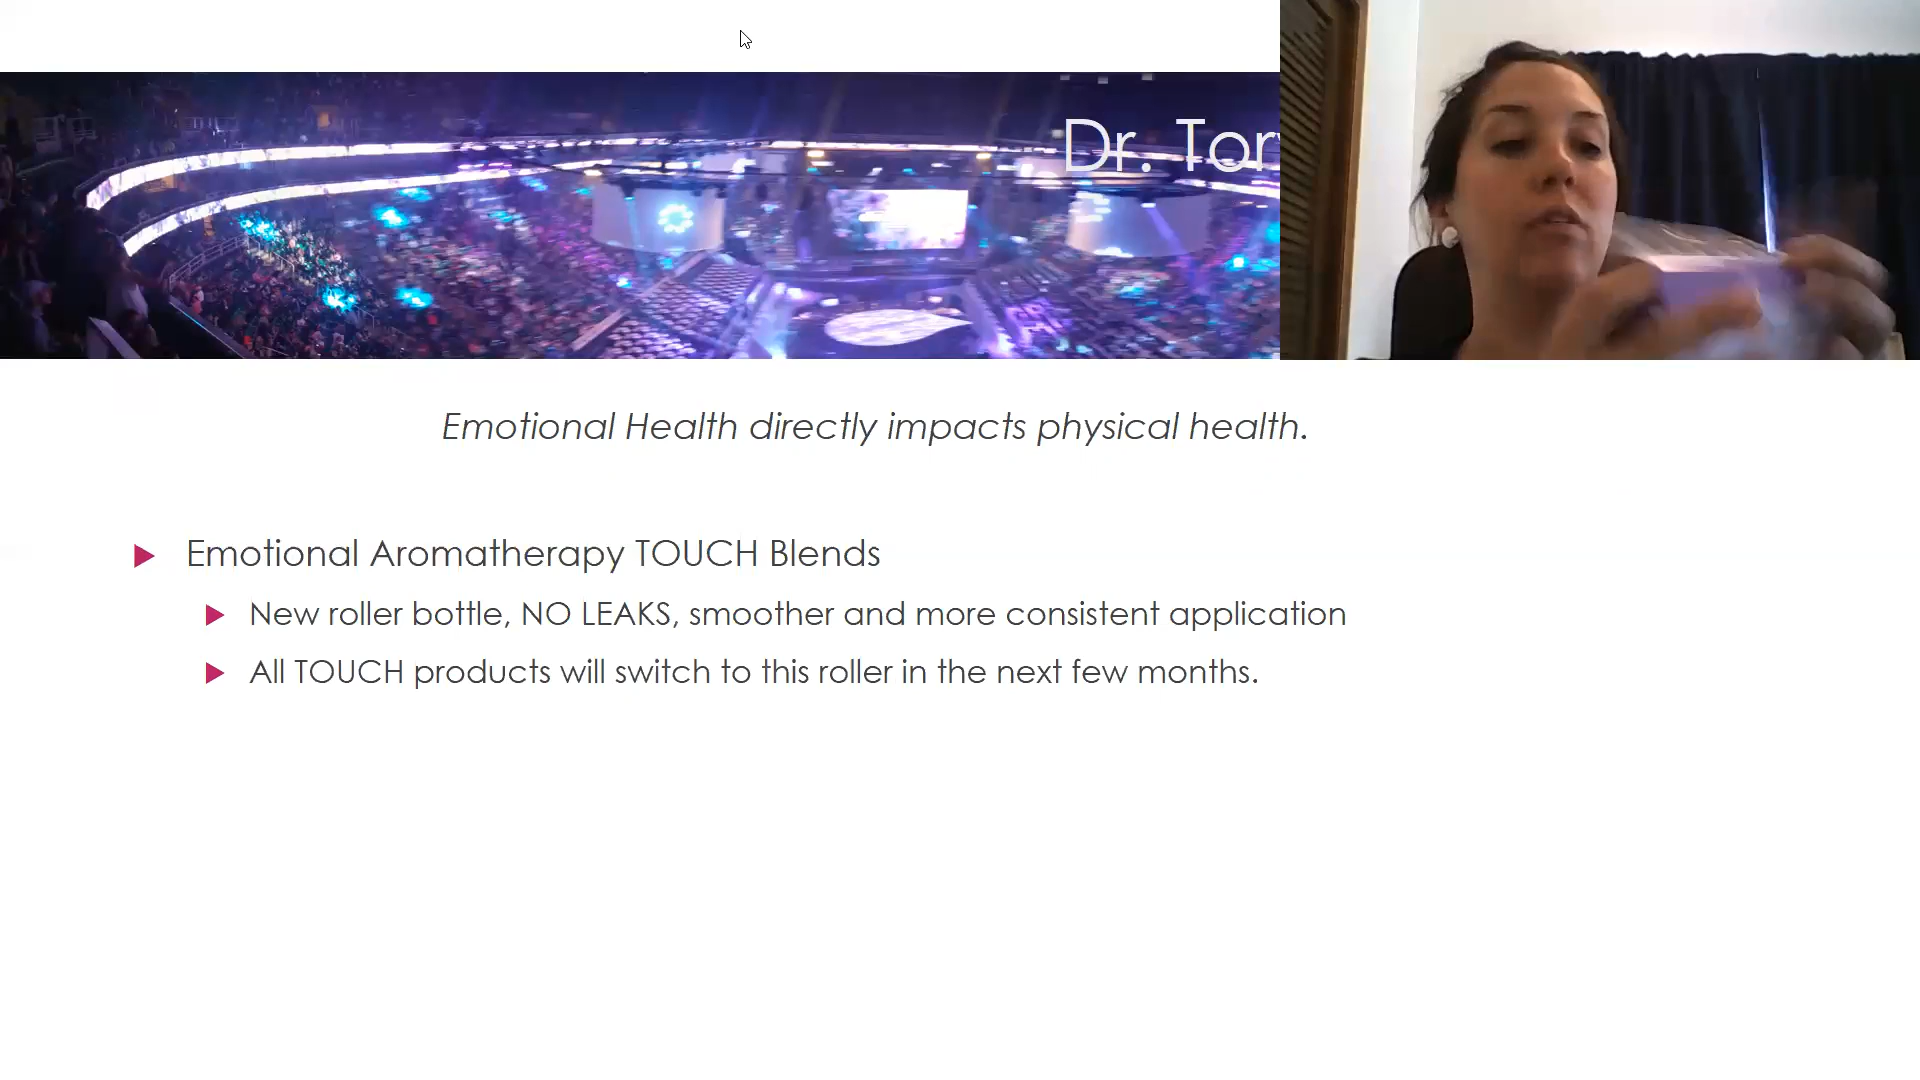 Dr. Tory
Emotional Health directly impacts physical health.
Emotional Aromatherapy TOUCH Blends
New roller bottle, NO LEAKS, smoother and more consistent application
All TOUCH products will switch to this roller in the next few months.